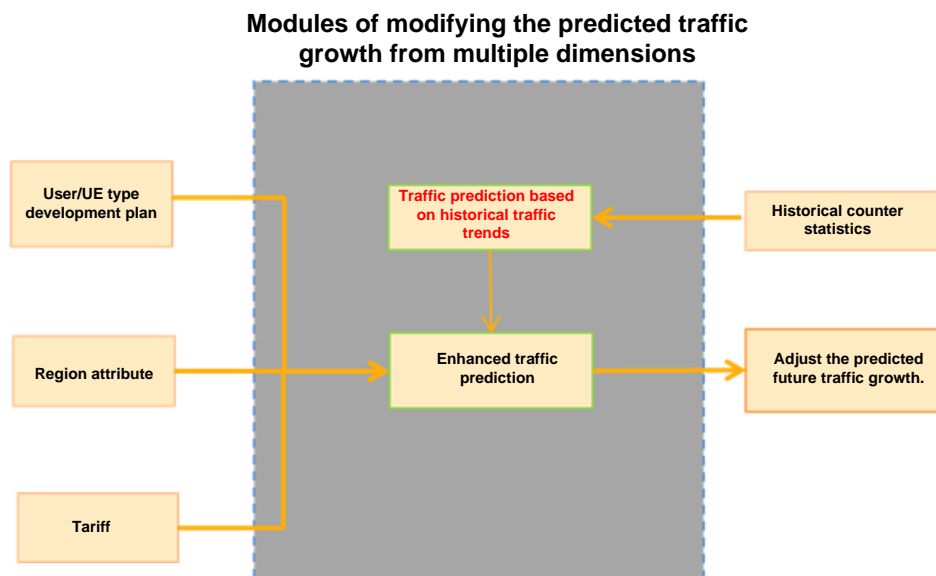 Modules of modifying the predicted traffic
growth from multiple dimensions
User/UE type
development plan
Traffic prediction based
on historical traffic
trends
Historical counter
statistics
Region attribute
Enhanced traffic
prediction
Adjust the predicted
future traffic growth.
Tariff